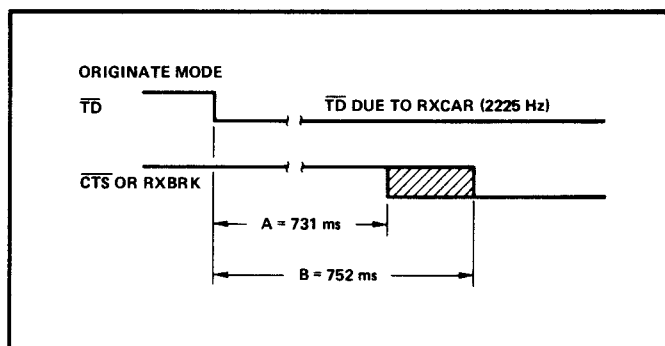 ORIGINATE MODE
TD
TD DUE TO RXCAR (2225 Hz)
CTS OR RXBRK
A = 731 ms
B = 752 ms